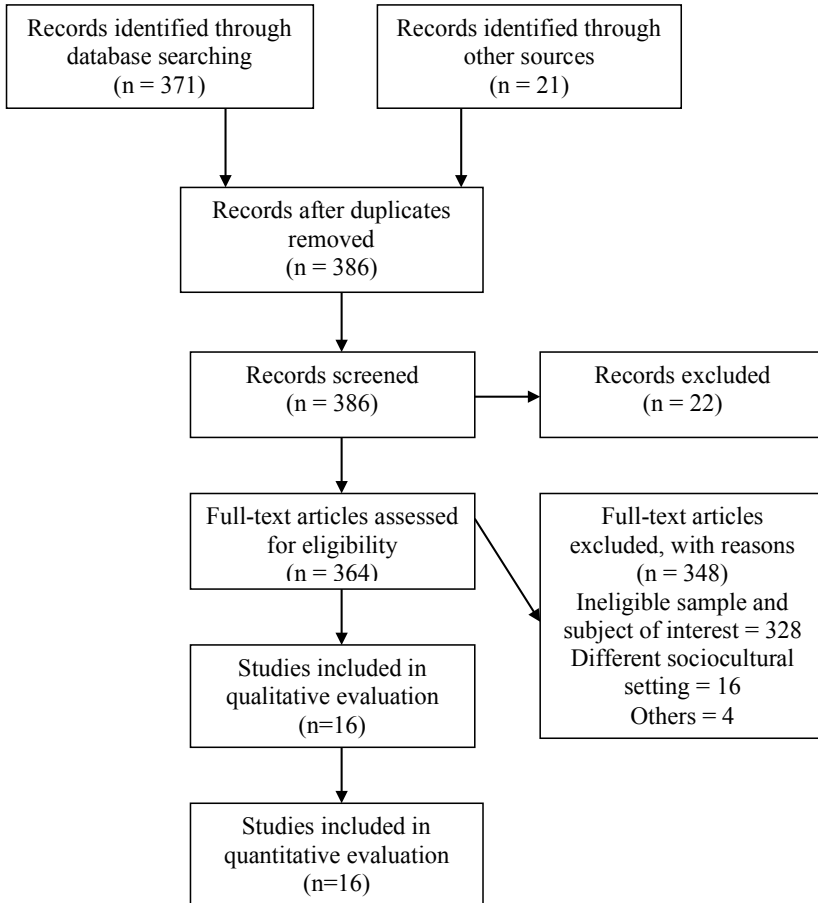 Records identified through
database searching
(n = 371)
Records identified through
other sources
(n = 21)
Records after duplicates
removed
(n = 386)
Records screened
(n = 386)
Records excluded
(n = 22)
Full-text articles assessed
for eligibility
(n = 364)
Full-text articles
excluded, with reasons
(n = 348)
Ineligible sample and
subject of interest = 328
Different sociocultural
setting = 16
Others = 4
Studies included in
qualitative evaluation
(n=16)
Studies included in
quantitative evaluation
(n=16)